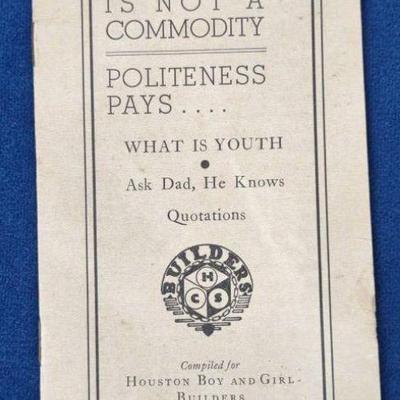 IS NOT A
COMMODITY
POLITENESS
PAYS....
WHAT IS YOUTH
Ask Dad, He Knows
Quotations
BUILDERS
H
C S
Compiled for
HOUSTON BOY AND GIRL-
BUILDERS